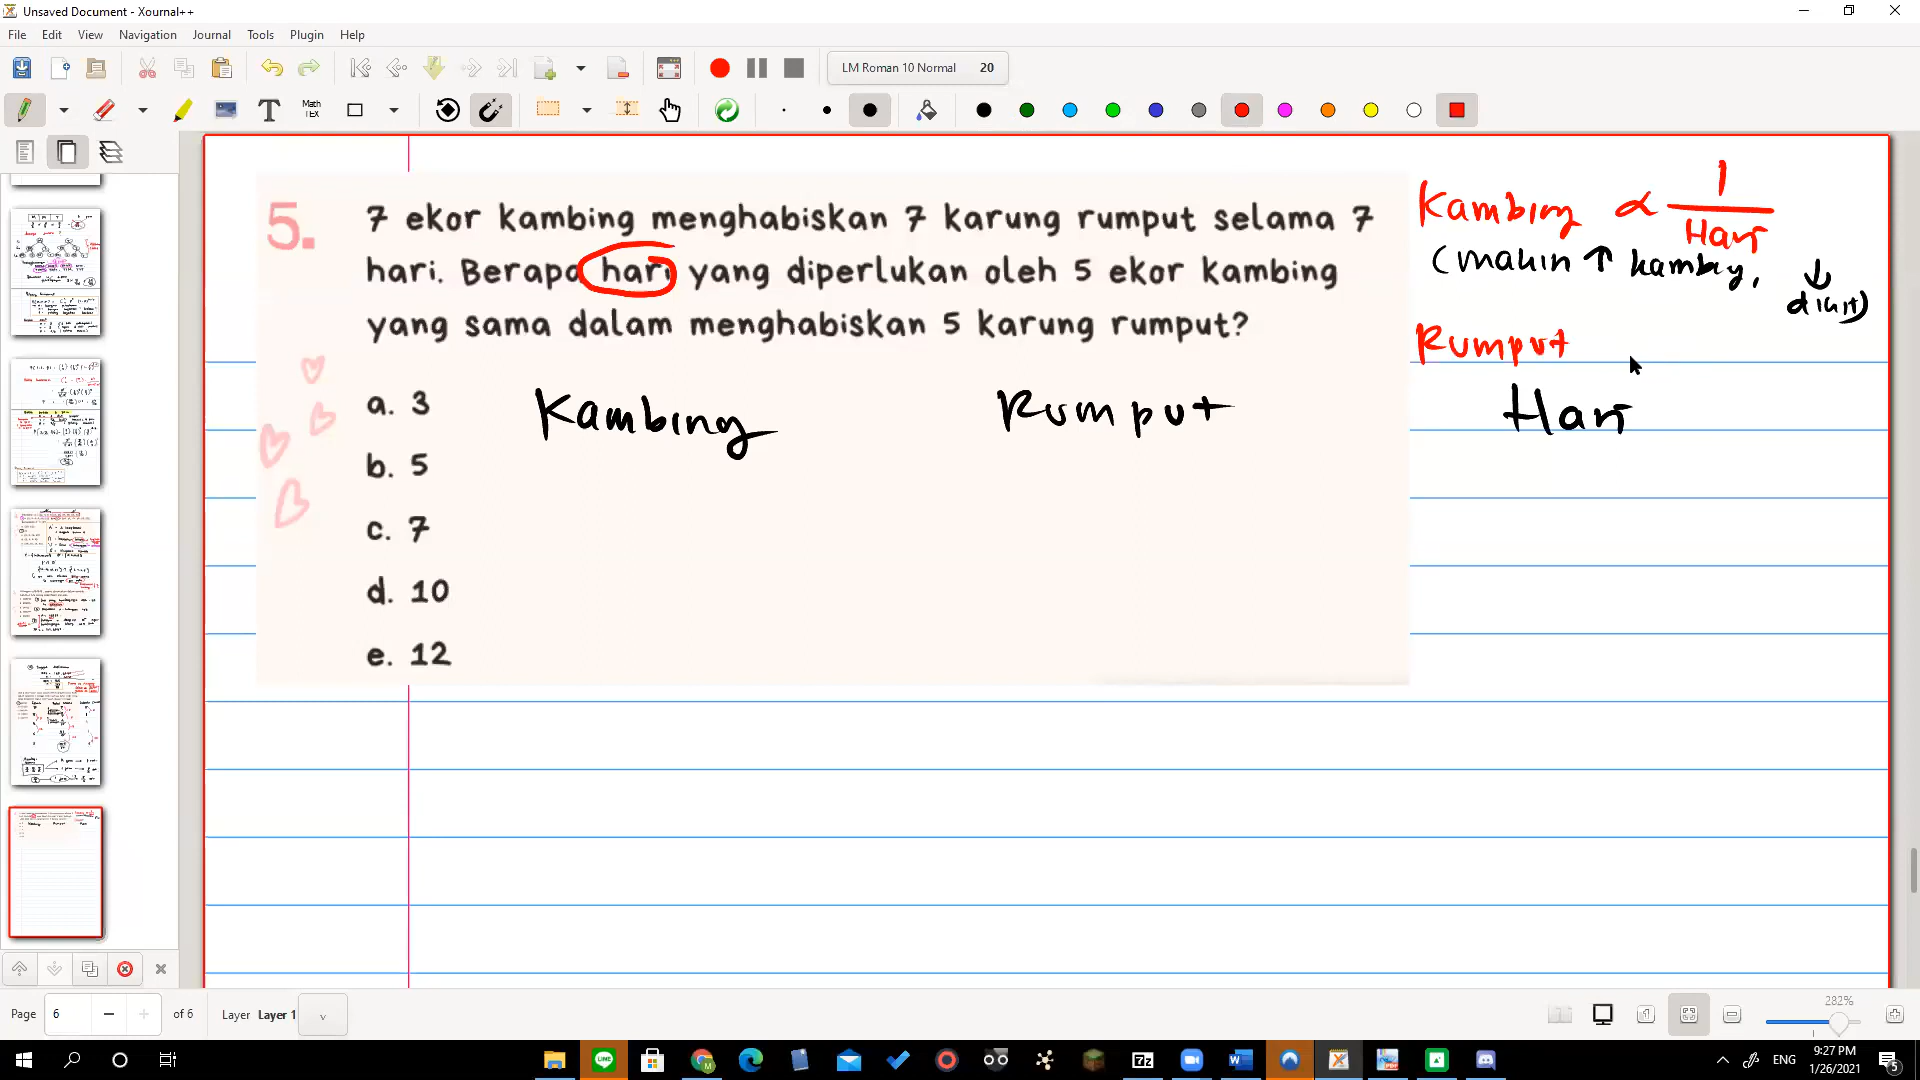 Unsaved Document - Xournal++
File Edit View Navigation Journal Tools Plugin Help
LM Roman 10 Normal 20
Math
TEX
5. 7 ekor kambing menghabiskan 7 karung rumput selama 7
hari. Berapa hari yang diperlukan oleh 5 ekor kambing
yang sama dalam menghabiskan 5 karung rumput?
a. 3
b. 5
c. 7
d. 10
e. 12
Kambing Rumput Hari
Kambing ∝ 1
Hari
(makin ↑ kambing, ↓
dikit)
Rumput
Page 6 of 6 Layer Layer 1
282%
ENG
9:27 PM
1/26/2021
5